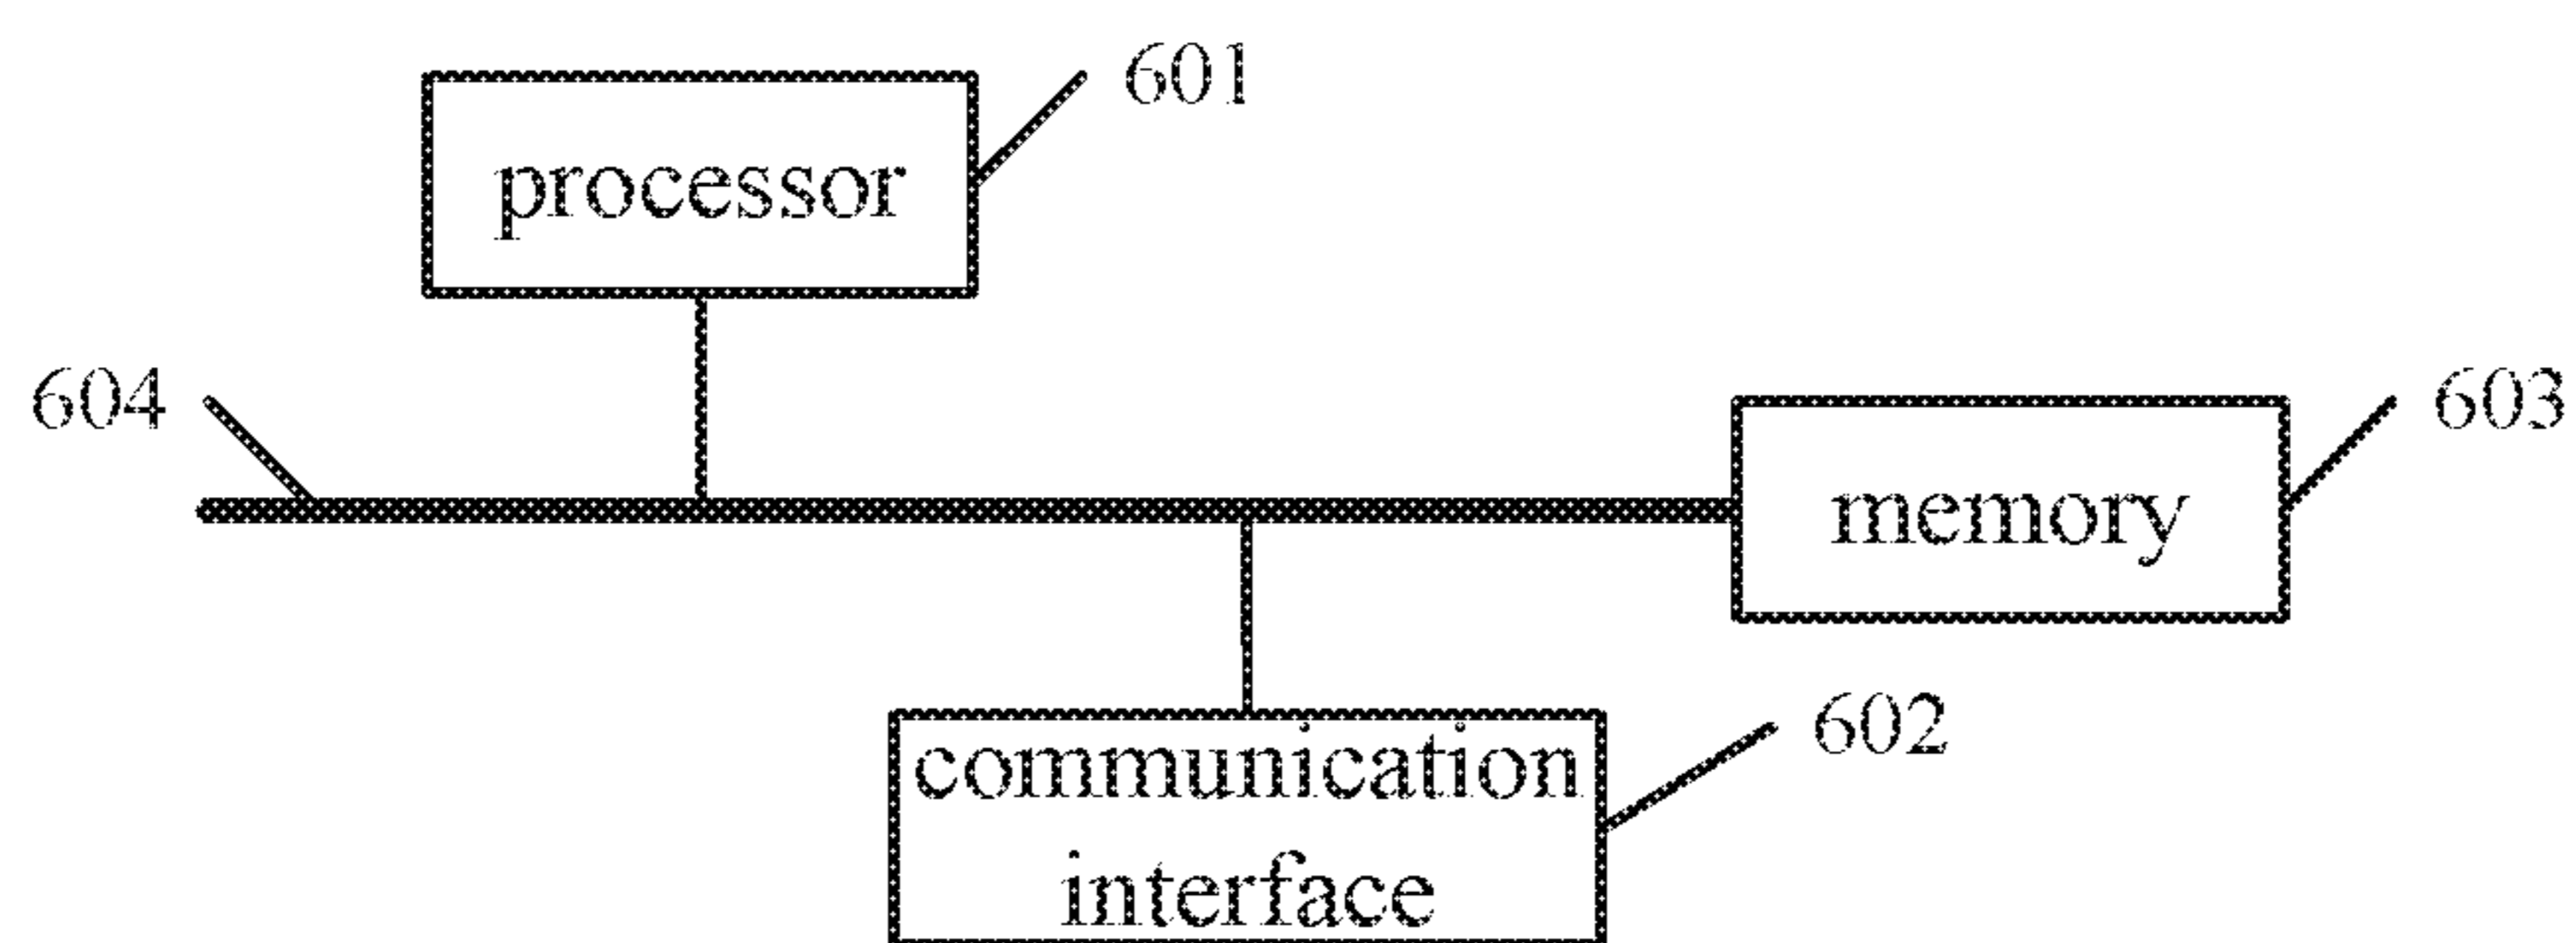 601
processor
604
603
memory
602
communication
interface